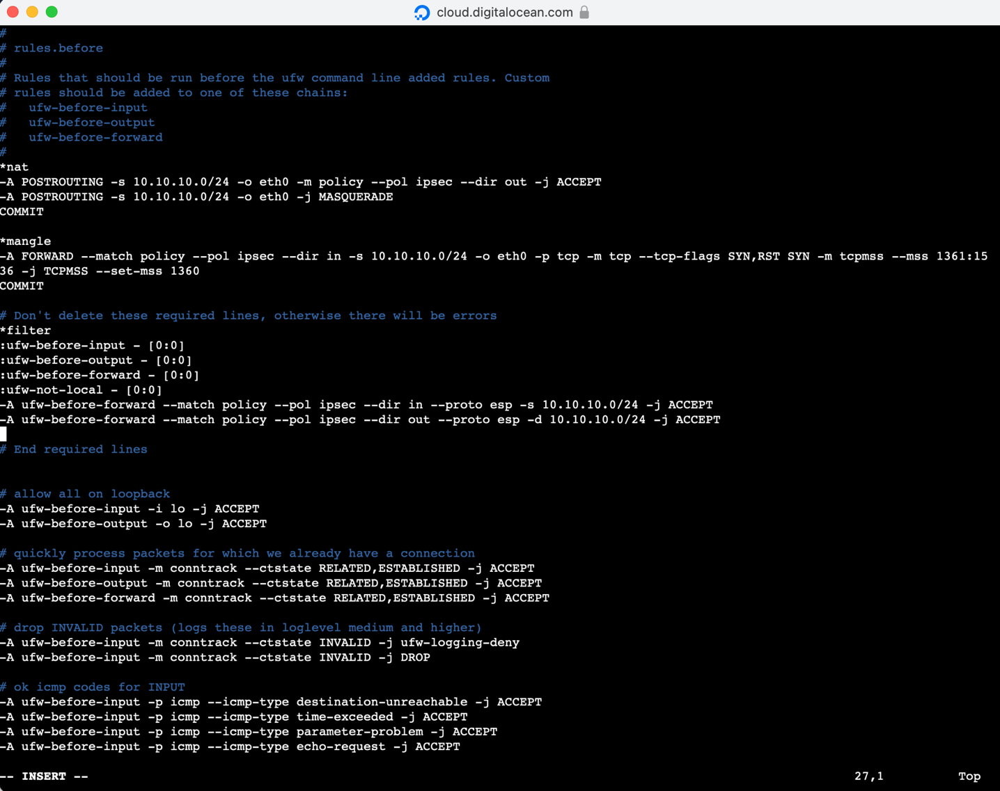 cloud.digitalocean.com
#
# rules.before
#
# Rules that should be run before the ufw command line added rules. Custom
# rules should be added to one of these chains:
#   ufw-before-input
#   ufw-before-output
#   ufw-before-forward
#
*nat
-A POSTROUTING -s 10.10.10.0/24 -o eth0 -m policy --pol ipsec --dir out -j ACCEPT
-A POSTROUTING -s 10.10.10.0/24 -o eth0 -j MASQUERADE
COMMIT
*mangle
-A FORWARD --match policy --pol ipsec --dir in -s 10.10.10.0/24 -o eth0 -p tcp -m tcp --tcp-flags SYN,RST SYN -m tcpmss --mss 1361:15
36 -j TCPMSS --set-mss 1360
COMMIT
# Don't delete these required lines, otherwise there will be errors
*filter
:ufw-before-input - [0:0]
:ufw-before-output - [0:0]
:ufw-before-forward - [0:0]
:ufw-not-local - [0:0]
-A ufw-before-forward --match policy --pol ipsec --dir in --proto esp -s 10.10.10.0/24 -j ACCEPT
-A ufw-before-forward --match policy --pol ipsec --dir out --proto esp -d 10.10.10.0/24 -j ACCEPT
# End required lines
# allow all on loopback
-A ufw-before-input -i lo -j ACCEPT
-A ufw-before-output -o lo -j ACCEPT
# quickly process packets for which we already have a connection
-A ufw-before-input -m conntrack --ctstate RELATED,ESTABLISHED -j ACCEPT
-A ufw-before-output -m conntrack --ctstate RELATED,ESTABLISHED -j ACCEPT
-A ufw-before-forward -m conntrack --ctstate RELATED,ESTABLISHED -j ACCEPT
# drop INVALID packets (logs these in loglevel medium and higher)
-A ufw-before-input -m conntrack --ctstate INVALID -j ufw-logging-deny
-A ufw-before-input -m conntrack --ctstate INVALID -j DROP
# ok icmp codes for INPUT
-A ufw-before-input -p icmp --icmp-type destination-unreachable -j ACCEPT
-A ufw-before-input -p icmp --icmp-type time-exceeded -j ACCEPT
-A ufw-before-input -p icmp --icmp-type parameter-problem -j ACCEPT
-A ufw-before-input -p icmp --icmp-type echo-request -j ACCEPT
-- INSERT -- 27,1 Top